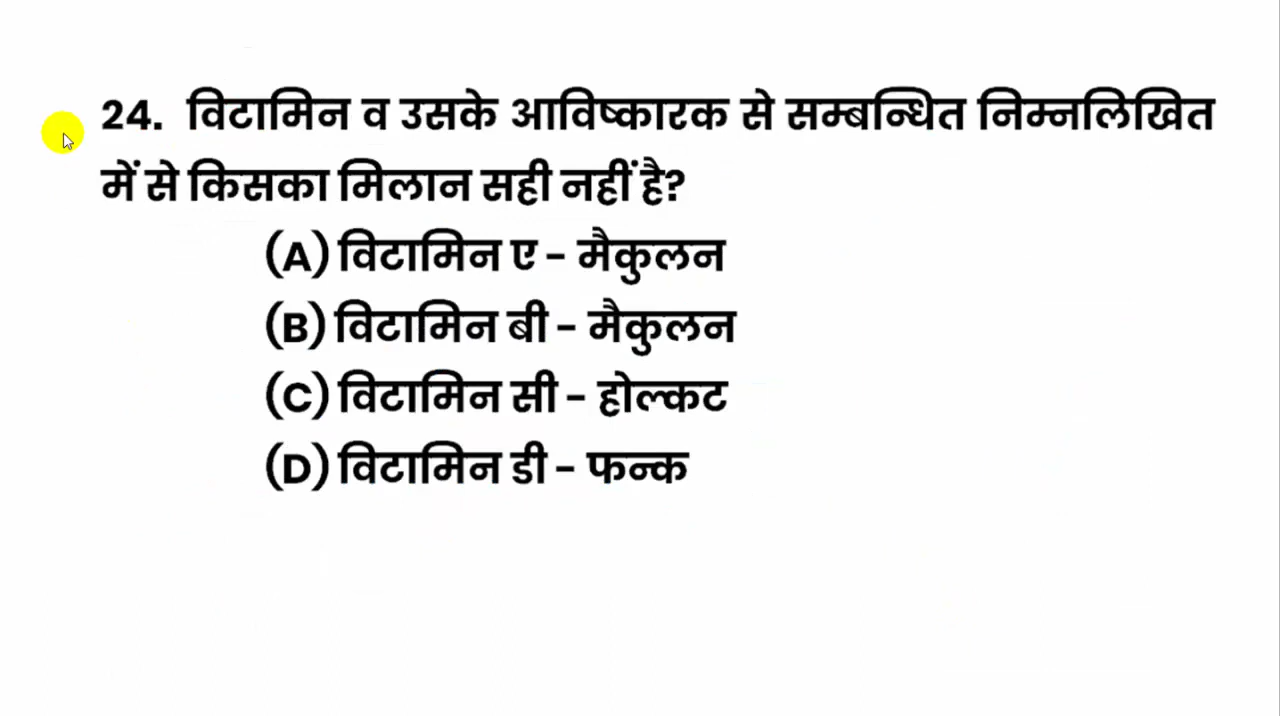 24. विटामिन व उसके आविष्कारक से सम्बन्धित निम्नलिखित
में से किसका मिलान सही नहीं है?
(A) विटामिन ए - मैकुलन
(B) विटामिन बी - मैकुलन
(C) विटामिन सी - होल्कट
(D) विटामिन डी - फन्क